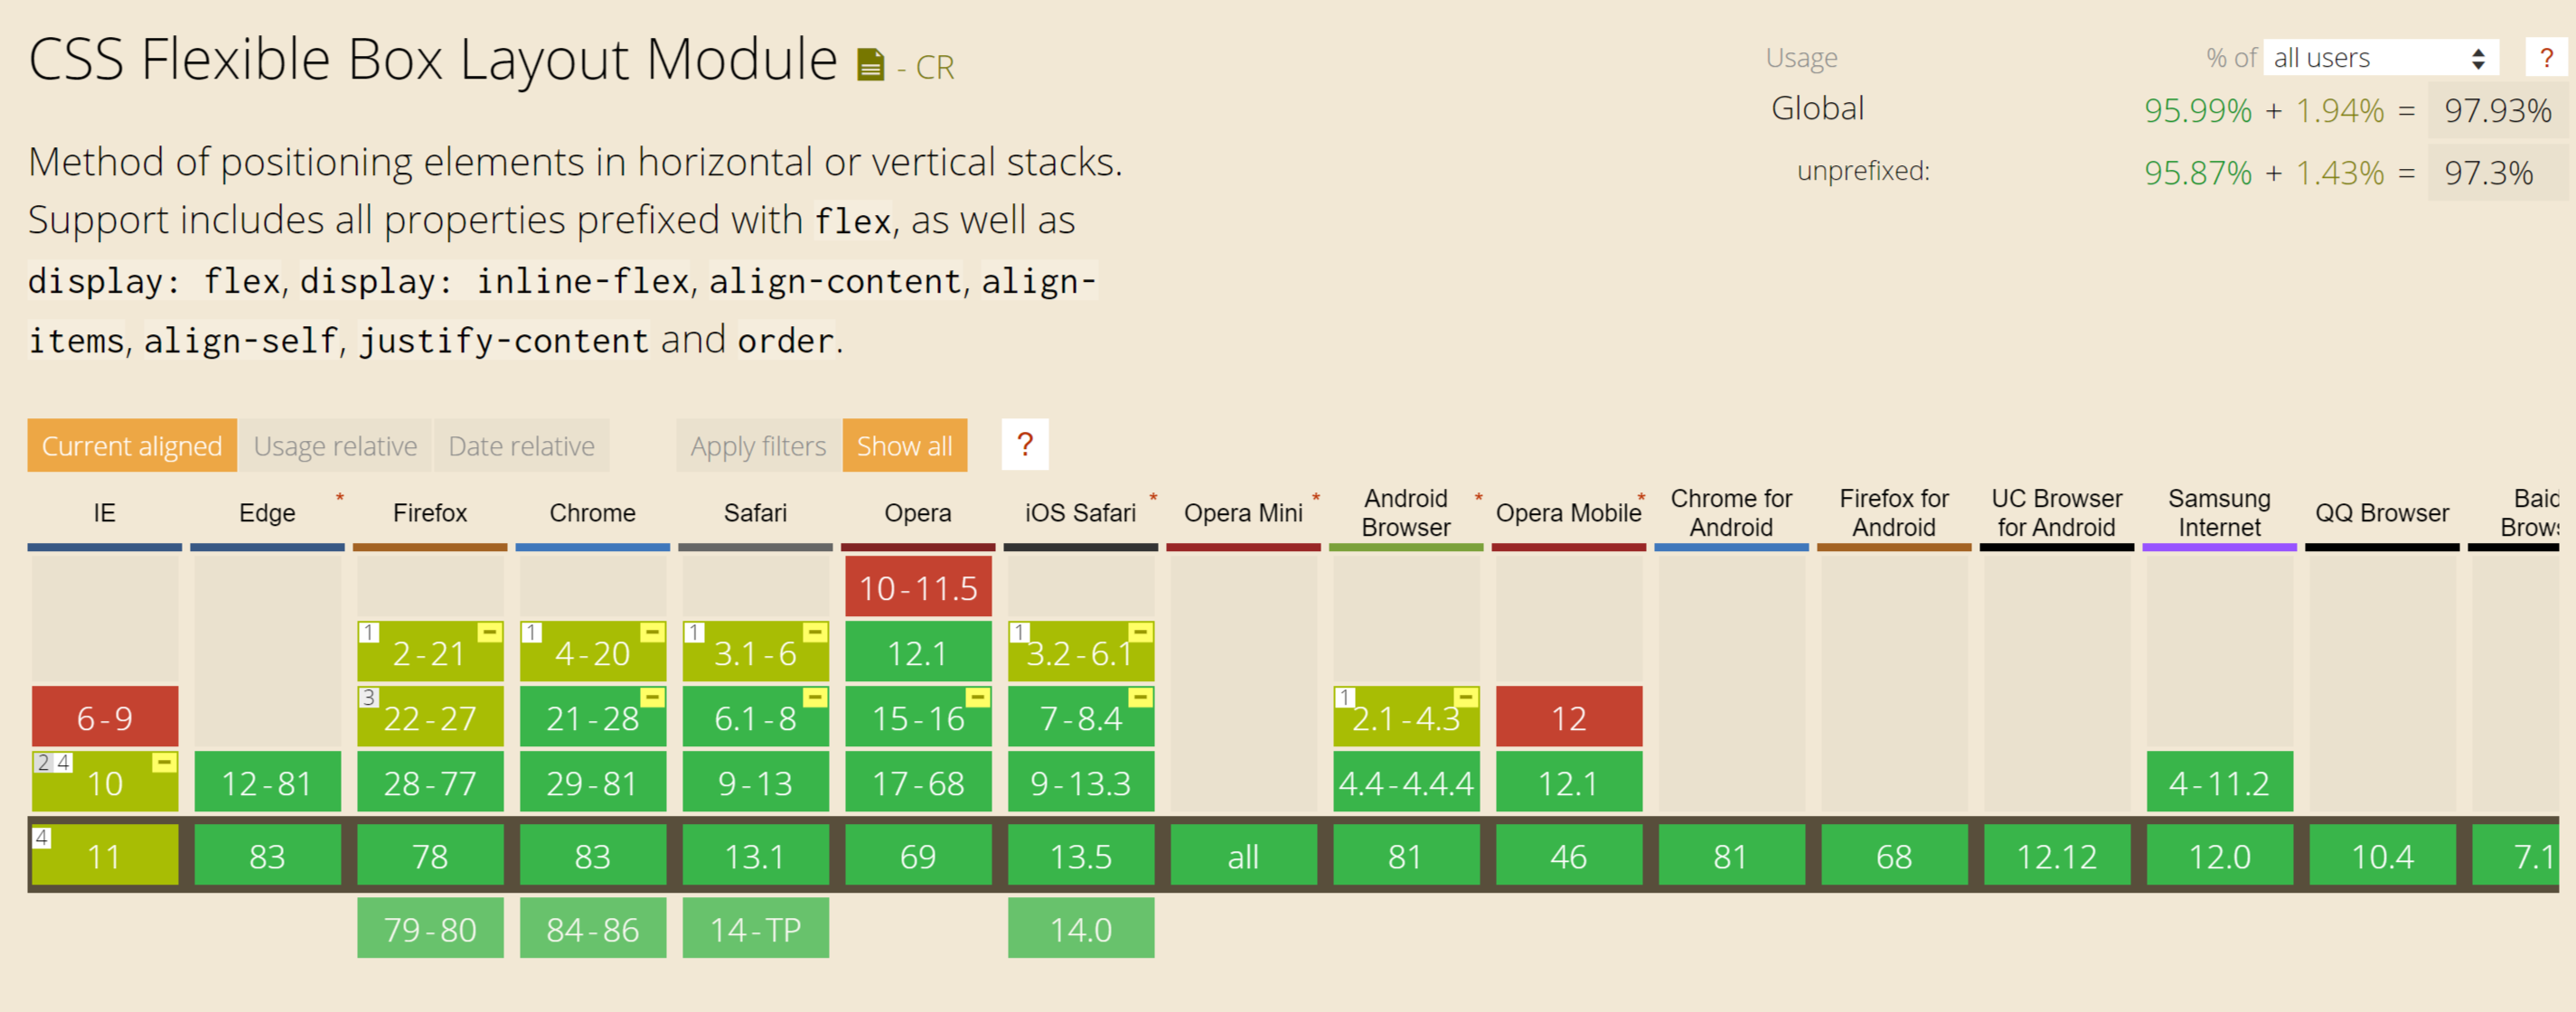 CSS Flexible Box Layout Module - CR
Usage % of all users ?
Global 95.99% + 1.94% = 97.93%
unprefixed: 95.87% + 1.43% = 97.3%
Method of positioning elements in horizontal or vertical stacks.
Support includes all properties prefixed with flex, as well as
display: flex, display: inline-flex, align-content, align-
items, align-self, justify-content and order.
Current aligned Usage relative Date relative Apply filters Show all ?
IE Edge * Firefox Chrome Safari Opera iOS Safari * Opera Mini * Android Browser * Opera Mobile * Chrome for Android Firefox for Android UC Browser for Android Samsung Internet QQ Browser
10-11.5
1 2-21 1 4-20 1 3.1-6 12.1 1 3.2-6.1
6-9 3 22-27 21-28 6.1-8 15-16 7-8.4 1 2.1-4.3 12
2 4 10 12-81 28-77 29-81 9-13 17-68 9-13.3 4.4-4.4.4 12.1 4-11.2
4 11 83 78 83 13.1 69 13.5 all 81 46 81 68 12.12 12.0 10.4 7.1
79-80 84-86 14-TP 14.0